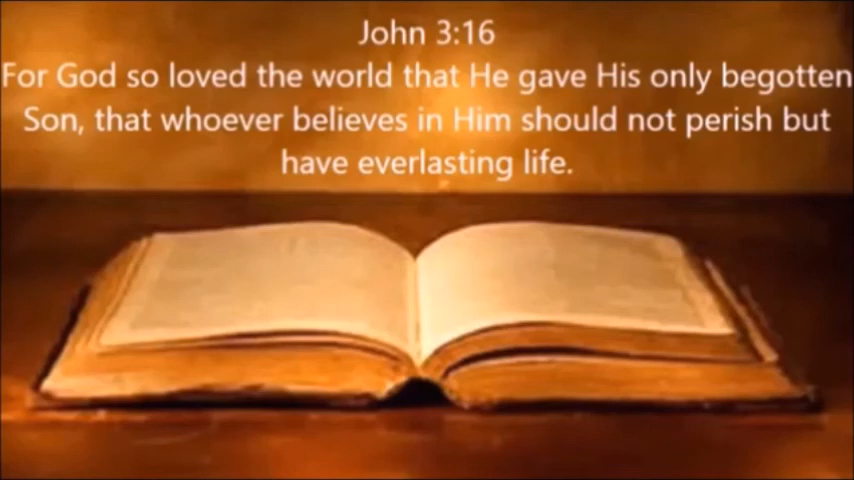 John 3:16
For God so loved the world that He gave His only begotten
Son, that whoever believes in Him should not perish but
have everlasting life.